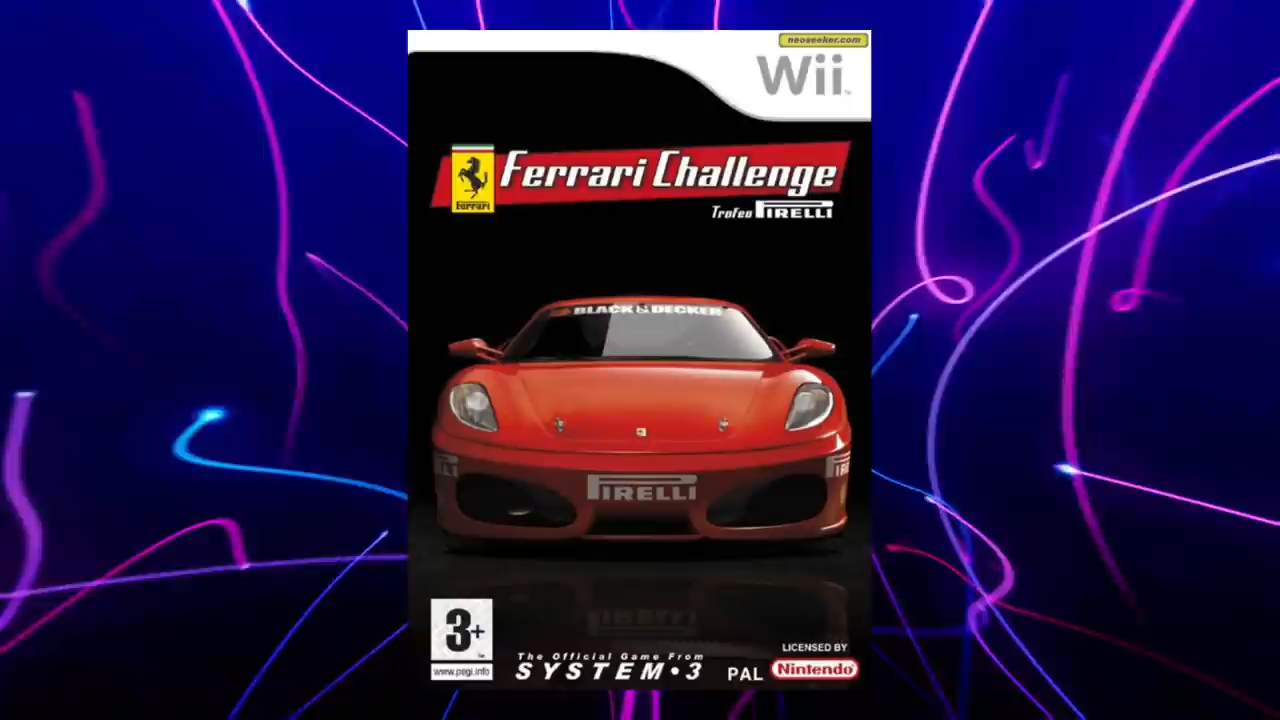 neoseeker.com
Wii
Ferrari Challenge
Ferrari
Trofeo PIRELLI
BLACK & DECKER
PIRELLI
3+
www.pegi.info
The Official Game From
SYSTEM•3
PAL
LICENSED BY
Nintendo